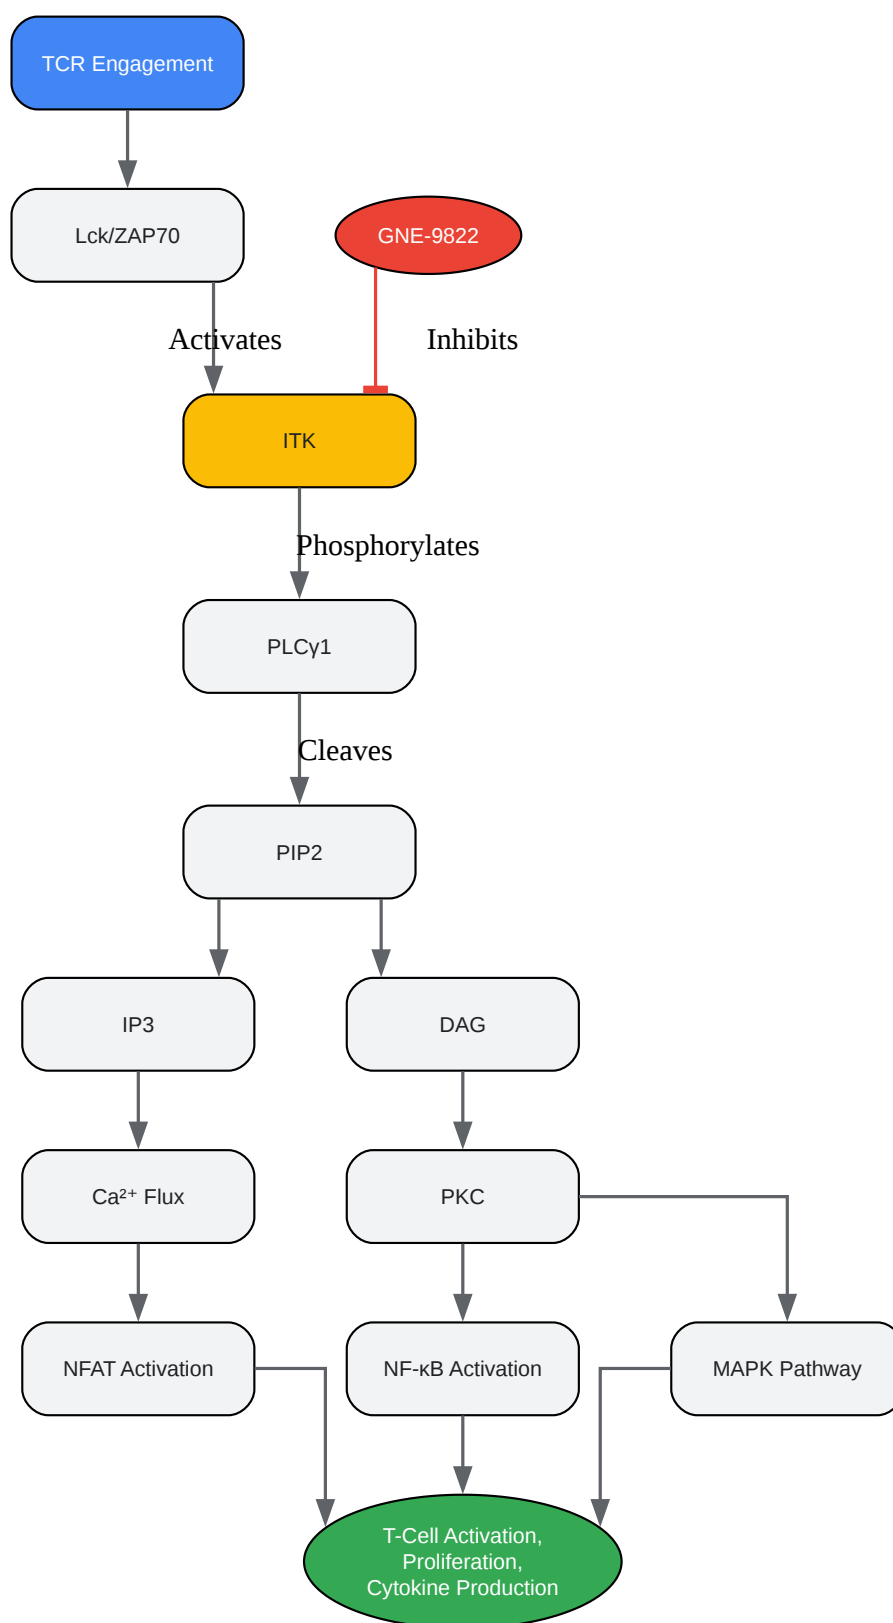 TCR Engagement
Lck/ZAP70
GNE-9822
Activates
Inhibits
ITK
Phosphorylates
PLCγ1
Cleaves
PIP2
IP3
DAG
Ca²⁺ Flux
PKC
NFAT Activation
NF-κB Activation
MAPK Pathway
T-Cell Activation,
Proliferation,
Cytokine Production